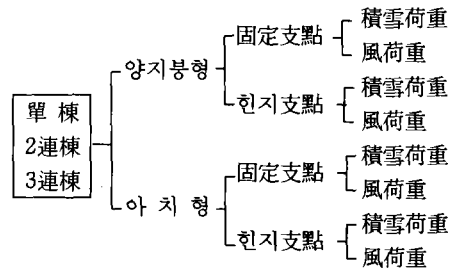 積雪荷重
固定支點
風荷重
양지붕형
積雪荷重
힌지支點
風荷重
單 棟
2連棟
3連棟
積雪荷重
固定支點
風荷重
아 치 형
積雪荷重
힌지支點
風荷重